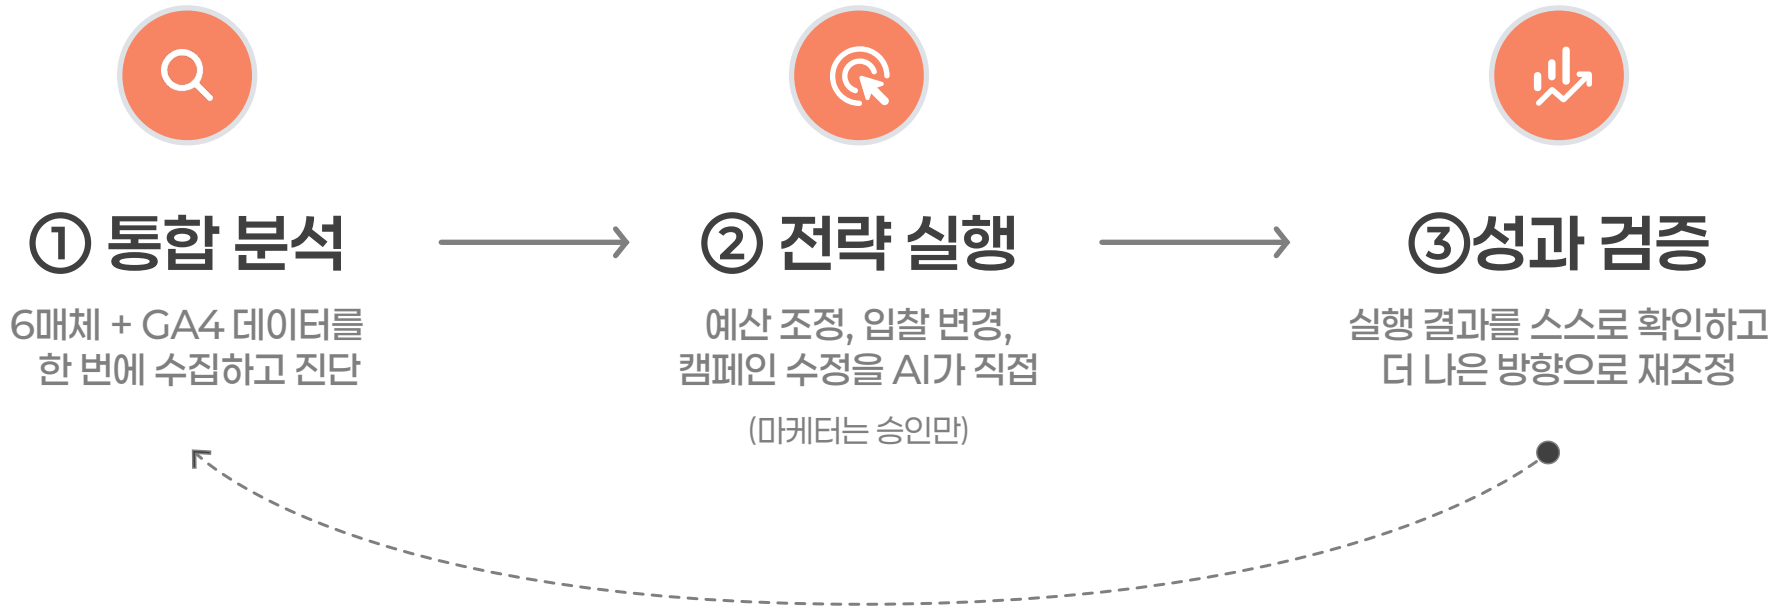 ① 통합 분석
6매체 + GA4 데이터를
한 번에 수집하고 진단
② 전략 실행
예산 조정, 입찰 변경,
캠페인 수정을 AI가 직접
(마케터는 승인만)
③성과 검증
실행 결과를 스스로 확인하고
더 나은 방향으로 재조정